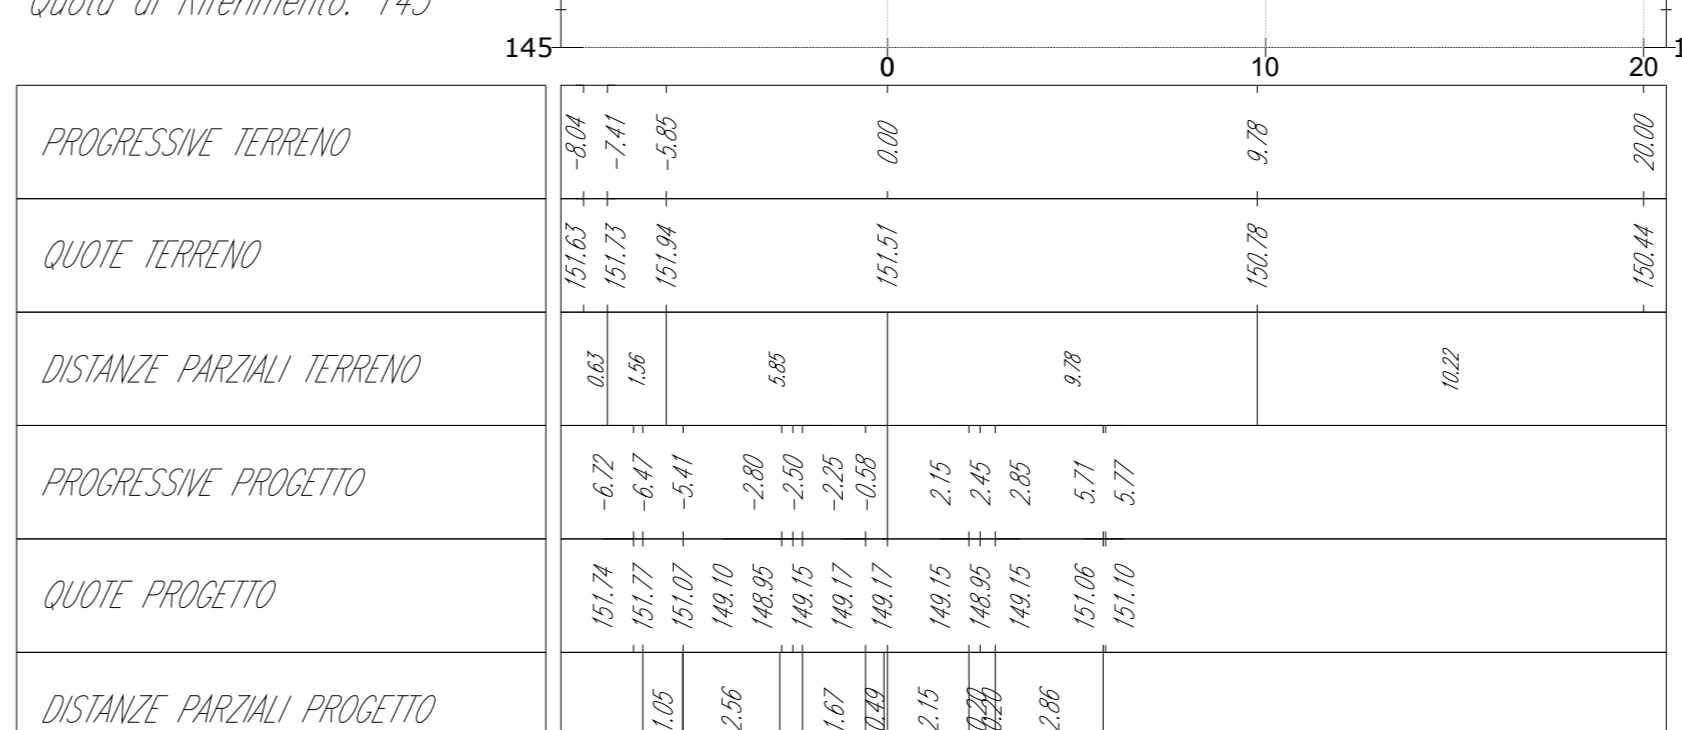 Quota di Riferimento: 145
145
0 10 20
PROGRESSIVE TERRENO -8.04 -7.41 -5.85 0.00 9.78 20.00
QUOTE TERRENO 151.63 151.73 151.94 151.51 150.78 150.44
DISTANZE PARZIALI TERRENO 0.63 1.56 5.85 9.78 10.22
PROGRESSIVE PROGETTO -6.72 -6.47 -5.41 -2.80 -2.50 -2.25 -0.58 2.15 2.45 2.85 5.71 5.77
QUOTE PROGETTO 151.74 151.77 151.07 149.10 148.95 149.15 149.17 149.17 149.15 148.95 149.15 151.06 151.10
DISTANZE PARZIALI PROGETTO 1.05 2.56 1.67 0.49 2.15 0.20 0.20 2.86